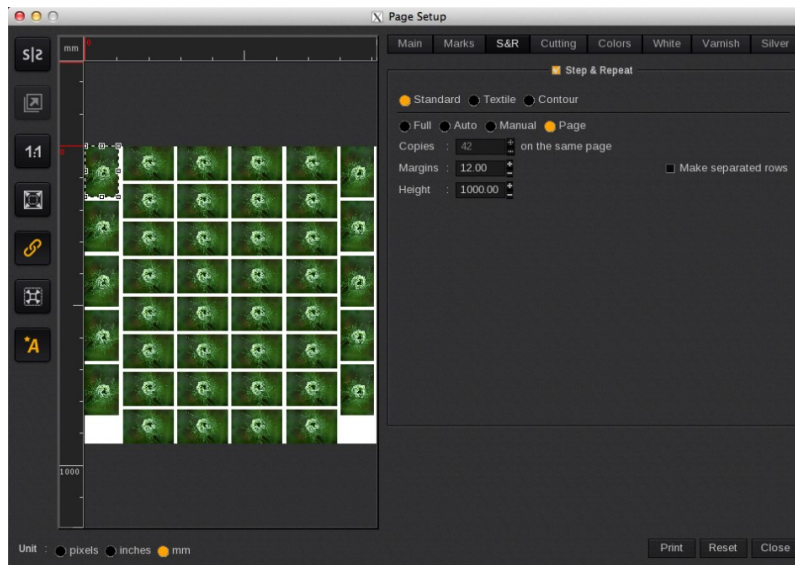 X Page Setup
S|S
mm
0
0
1000
1:1
*A
Main Marks S&R Cutting Colors White Varnish Silver
Step & Repeat
Standard Textile Contour
Full Auto Manual Page
Copies : 42 on the same page
Margins : 12.00 Make separated rows
Height : 1000.00
Unit : pixels inches mm
Print Reset Close